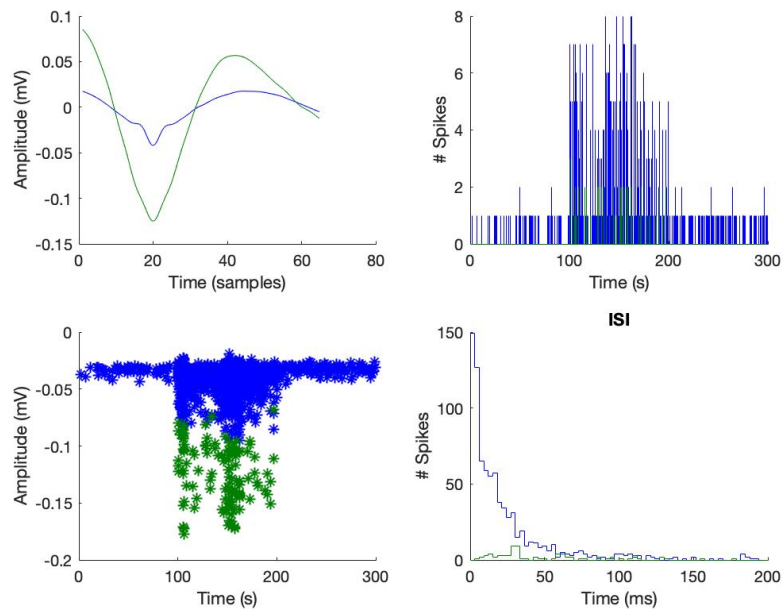 0.1
0.05
0
-0.05
-0.1
-0.15
Amplitude (mV)
0 20 40 60 80
Time (samples)
8
6
4
2
0
# Spikes
0 100 200 300
Time (s)
0
-0.05
-0.1
-0.15
-0.2
Amplitude (mV)
0 100 200 300
Time (s)
ISI
150
100
50
0
# Spikes
0 50 100 150 200
Time (ms)